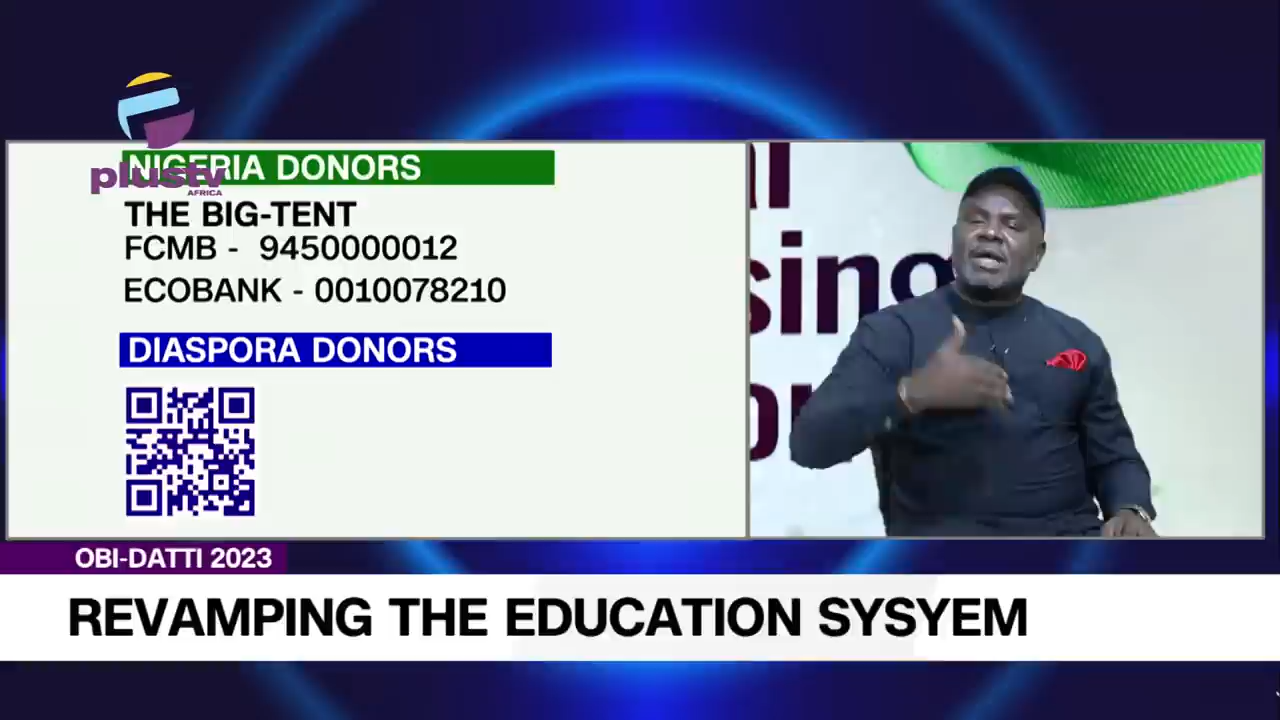 NIGERIA DONORS
plustv
AFRICA
THE BIG-TENT
FCMB - 9450000012
ECOBANK - 0010078210
DIASPORA DONORS
sing
OBI-DATTI 2023
REVAMPING THE EDUCATION SYSYEM